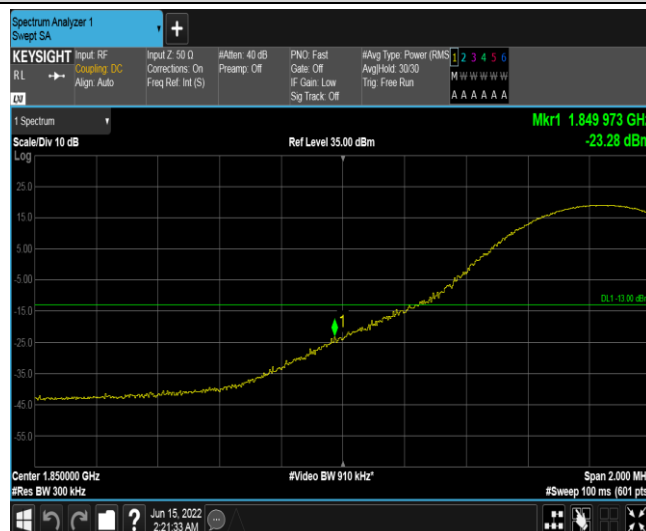 Spectrum Analyzer 1
Swept SA
+
KEYSIGHT
RL
LXI
Input: RF
Coupling: DC
Align: Auto
Input Z: 50 Ω
Corrections: On
Freq Ref: Int (S)
#Atten: 40 dB
Preamp: Off
PNO: Fast
Gate: Off
IF Gain: Low
Sig Track: Off
#Avg Type: Power (RMS
Avg|Hold: 30/30
Trig: Free Run
1 2 3 4 5 6
M W W W W W
A A A A A A
1 Spectrum
Mkr1 1.849 973 GHz
Scale/Div 10 dB
Ref Level 35.00 dBm
-23.28 dBm
Log
25.0
15.0
5.00
-5.00
DL1 -13.00 dBm
-15.0
1
-25.0
-35.0
-45.0
-55.0
Center 1.850000 GHz
#Video BW 910 kHz*
Span 2.000 MH
#Res BW 300 kHz
#Sweep 100 ms (601 pts
?
Jun 15, 2022
2:21:33 AM